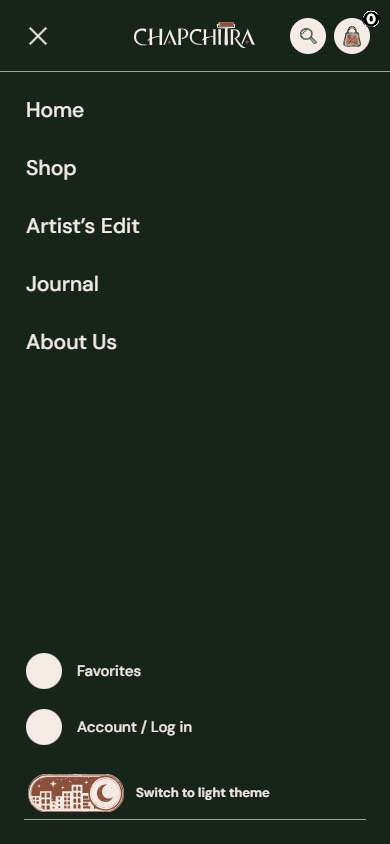 CHAPCHITRA
0
Home
Shop
Artist’s Edit
Journal
About Us
Favorites
Account / Log in
Switch to light theme